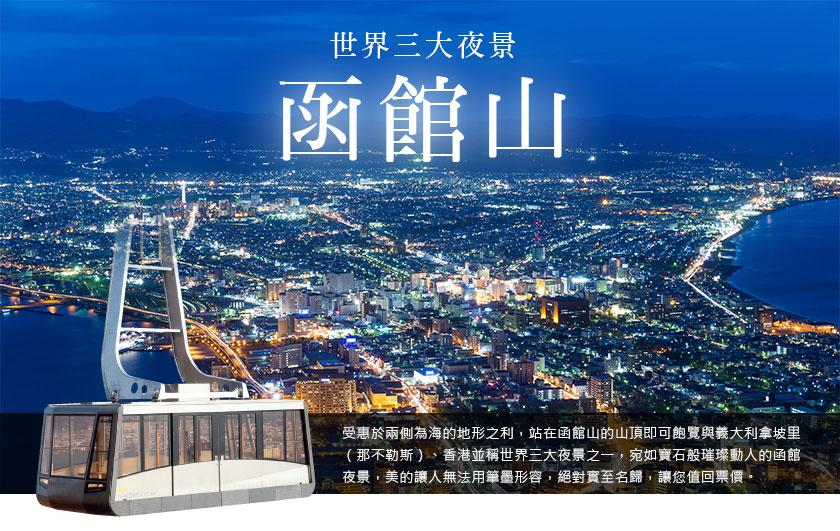 世界三大夜景
函館山
受惠於兩側為海的地形之利，站在函館山的山頂即可飽覽與義大利拿坡里
（那不勒斯）、香港並稱世界三大夜景之一，宛如寶石般璀璨動人的函館
夜景，美的讓人無法用筆墨形容，絕對實至名歸，讓您值回票價。